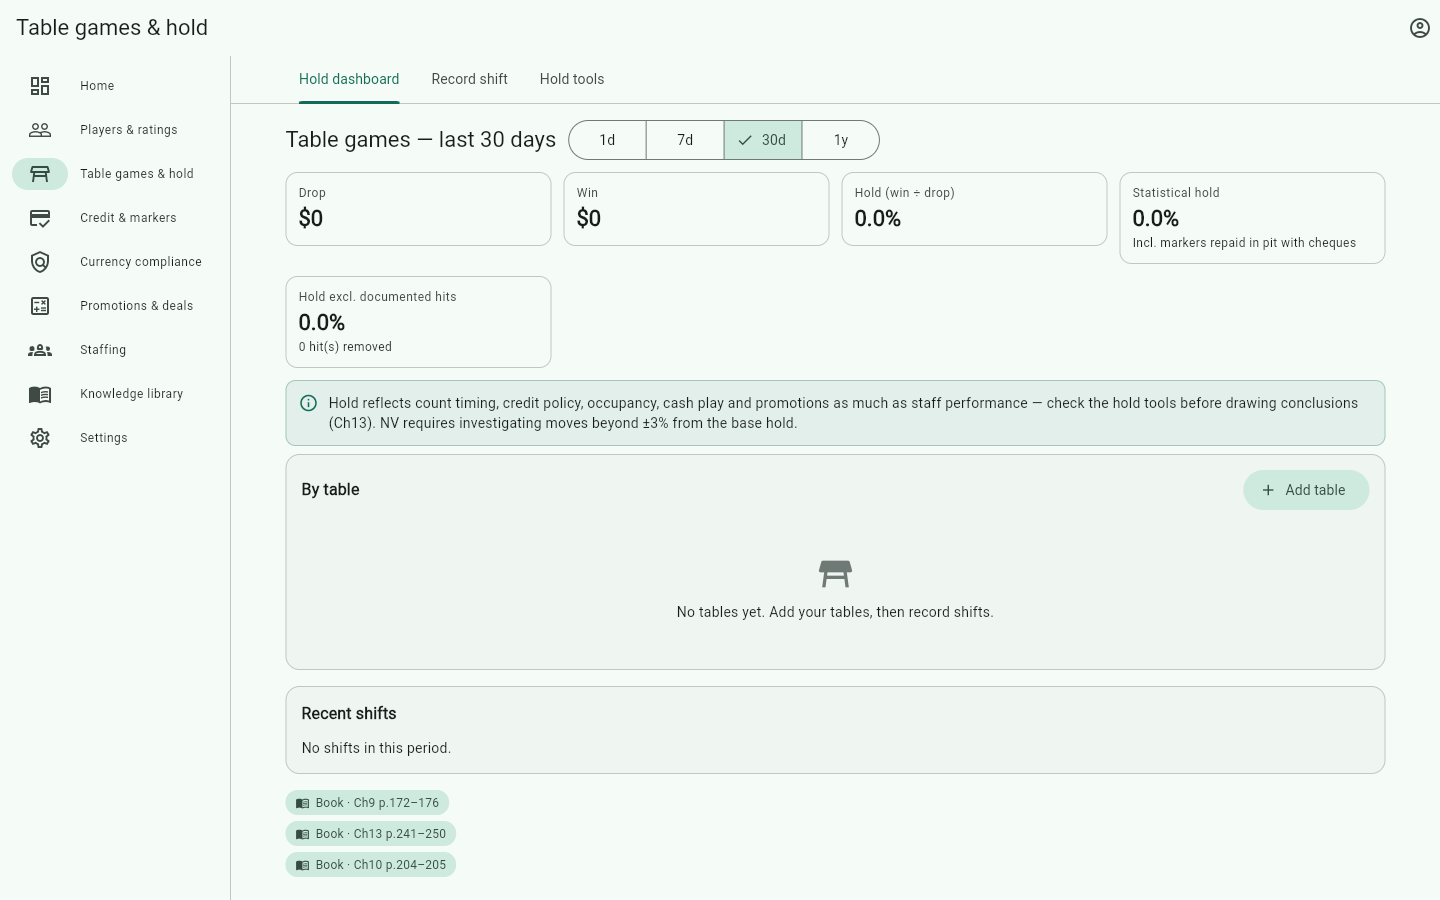 Table games & hold
Home
Players & ratings
Table games & hold
Credit & markers
Currency compliance
Promotions & deals
Staffing
Knowledge library
Settings
Hold dashboard
Record shift
Hold tools
Table games — last 30 days
1d
7d
30d
1y
Drop
$0
Win
$0
Hold (win ÷ drop)
0.0%
Statistical hold
0.0%
Incl. markers repaid in pit with cheques
Hold excl. documented hits
0.0%
0 hit(s) removed
Hold reflects count timing, credit policy, occupancy, cash play and promotions as much as staff performance — check the hold tools before drawing conclusions
(Ch13). NV requires investigating moves beyond ±3% from the base hold.
By table
Add table
No tables yet. Add your tables, then record shifts.
Recent shifts
No shifts in this period.
Book · Ch9 p.172–176
Book · Ch13 p.241–250
Book · Ch10 p.204–205